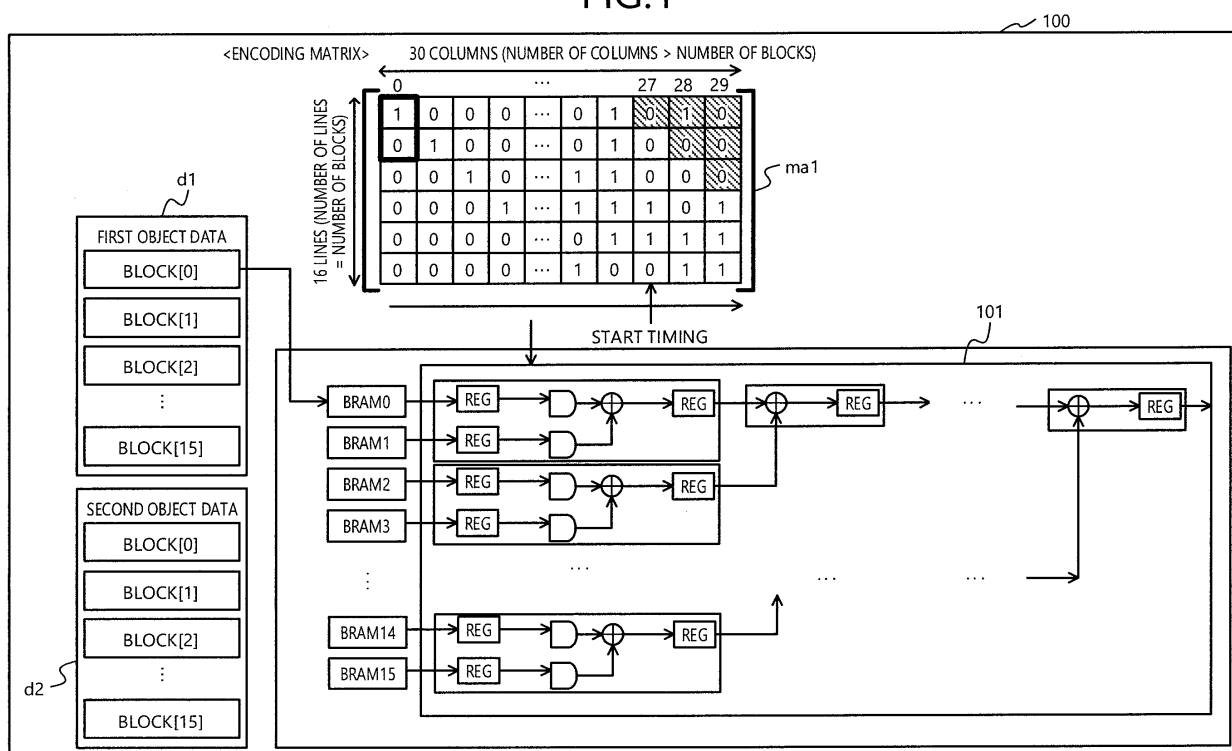 FIG.1
100
<ENCODING MATRIX>
30 COLUMNS (NUMBER OF COLUMNS > NUMBER OF BLOCKS)
0 ... 27 28 29
16 LINES (NUMBER OF LINES
= NUMBER OF BLOCKS)
1 0 0 0 ... 0 1 0 1 0
0 1 0 0 ... 0 1 0 0 0
0 0 1 0 ... 1 1 0 0 0
0 0 0 1 ... 1 1 1 0 1
0 0 0 0 ... 0 1 1 1 1
0 0 0 0 ... 1 0 0 1 1
ma1
START TIMING
d1
FIRST OBJECT DATA
BLOCK[0]
BLOCK[1]
BLOCK[2]
⋮
BLOCK[15]
d2
SECOND OBJECT DATA
BLOCK[0]
BLOCK[1]
BLOCK[2]
⋮
BLOCK[15]
101
BRAM0 REG REG REG ... REG
BRAM1 REG
BRAM2 REG REG
BRAM3 REG
⋮ ... ... ...
BRAM14 REG REG
BRAM15 REG